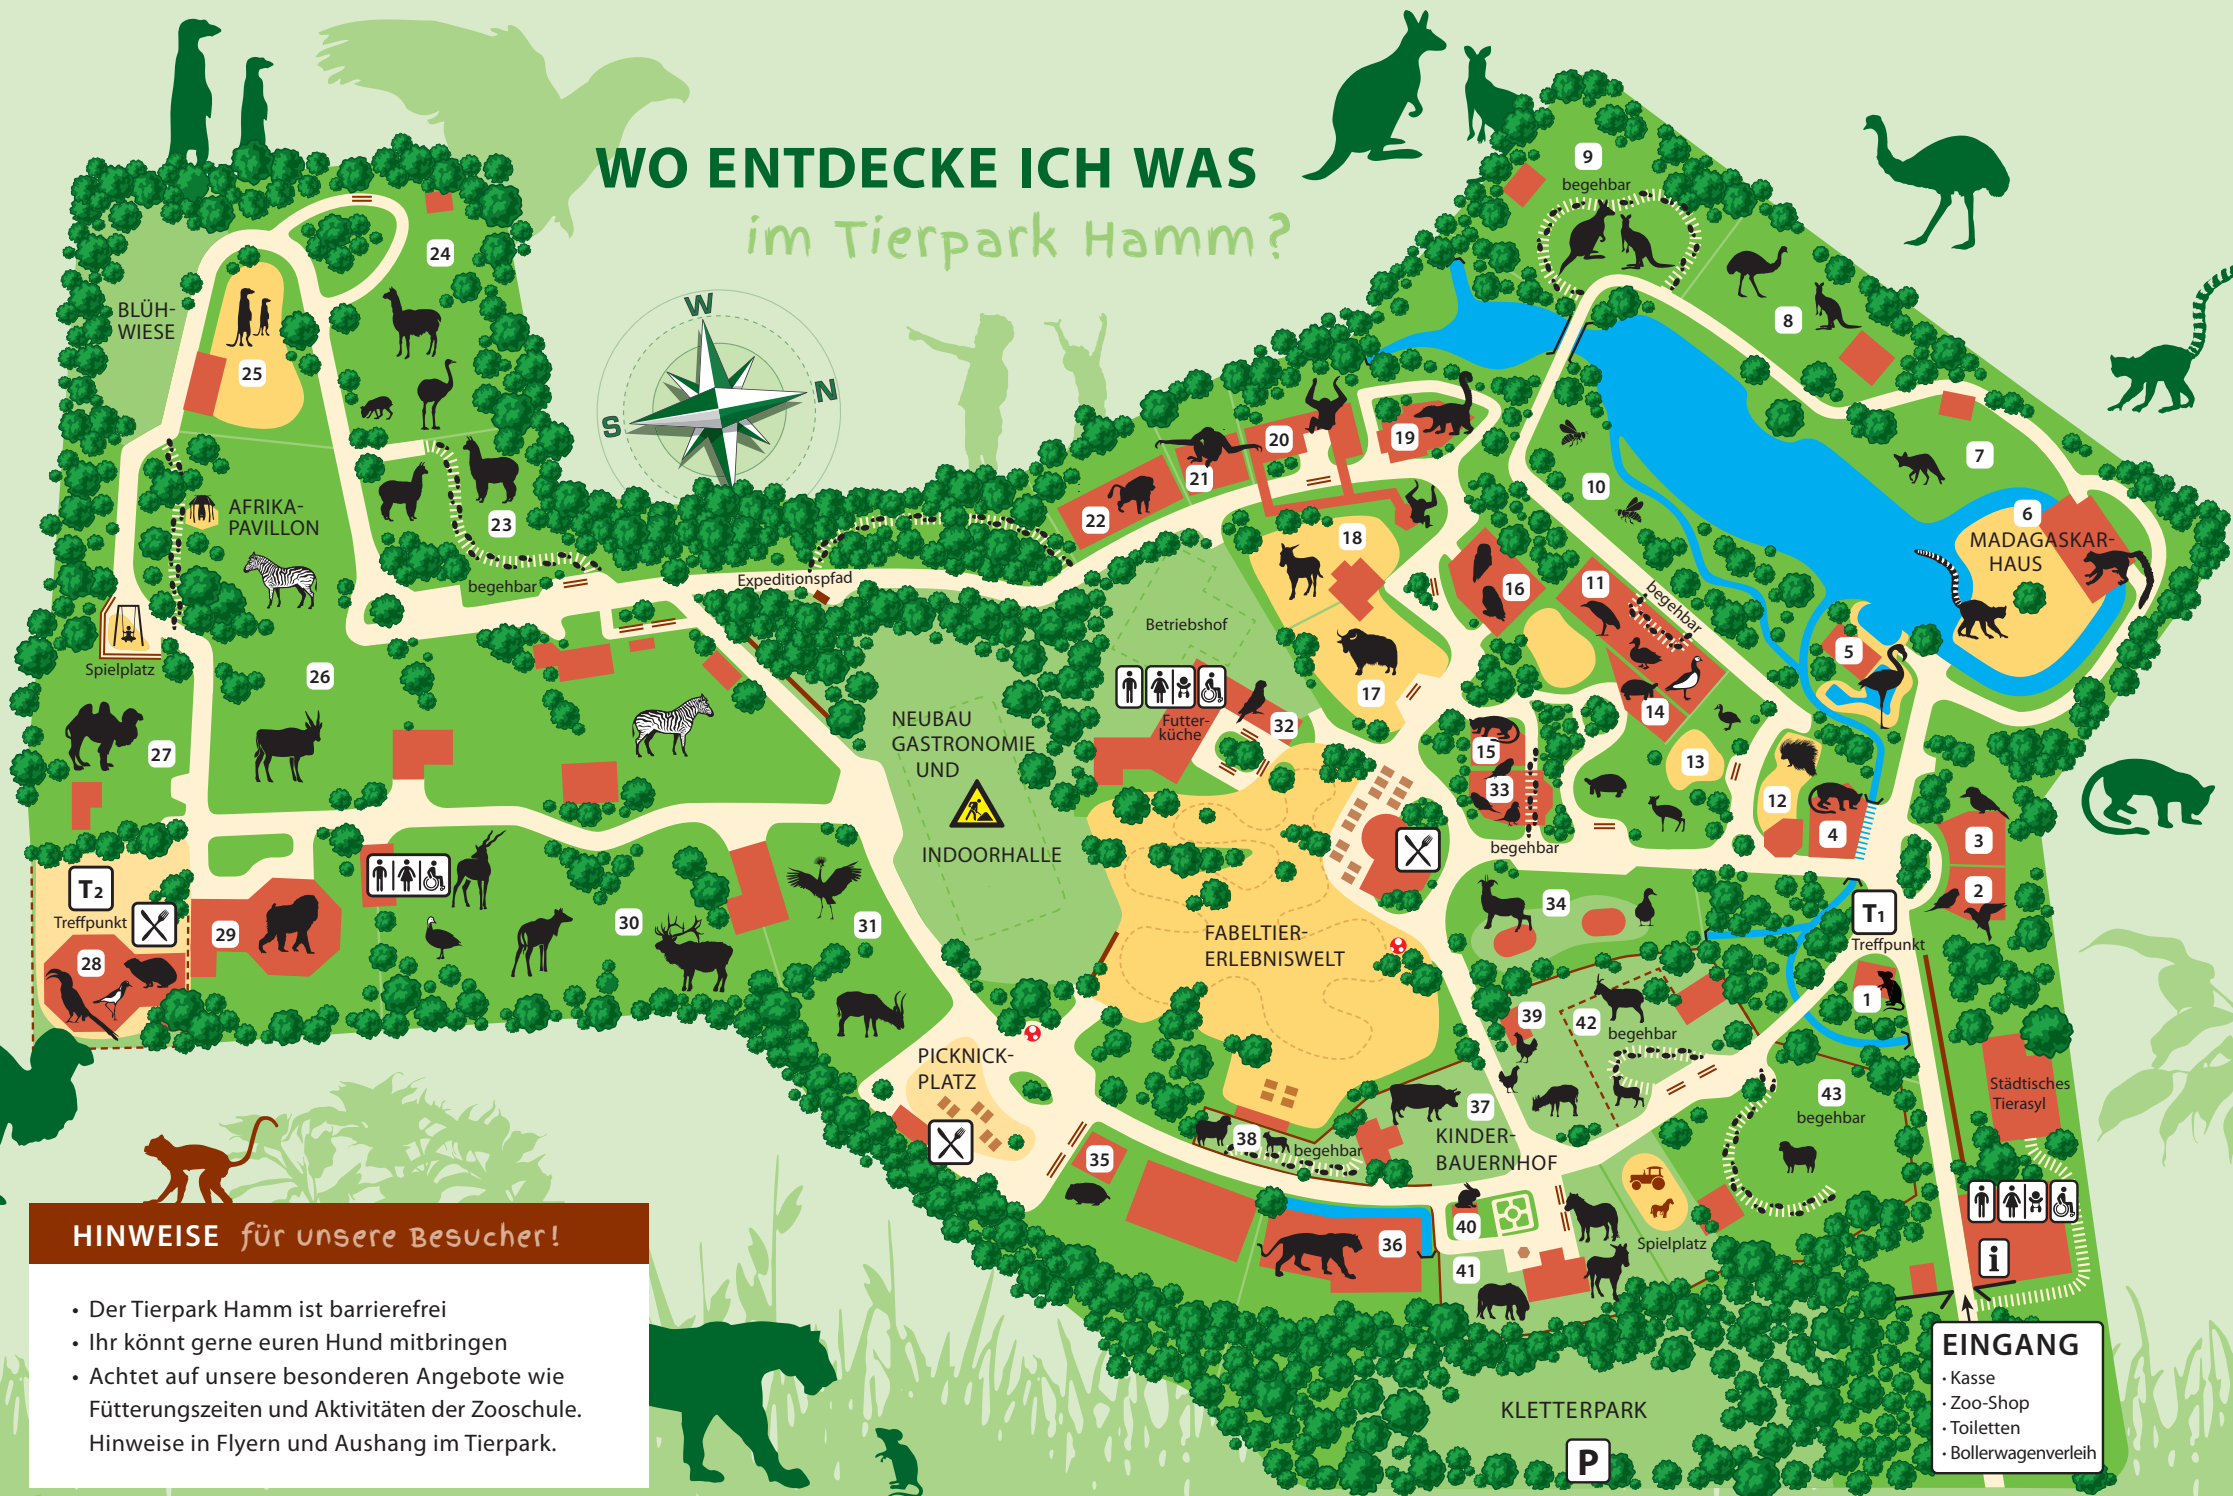 WO ENTDECKE ICH WAS
im Tierpark Hamm?
W
N
S
9
begehbar
8
24
BLÜH-
WIESE
25
7
10
6
MADAGASKAR-
HAUS
19
20
21
22
18
AFRIKA-
PAVILLON
23
begehbar
Expeditionspfad
16
11
begehbar
Betriebshof
5
17
14
Spielplatz
26
27
NEUBAU
GASTRONOMIE
UND
INDOORHALLE
Futter-
küche
32
15
33
begehbar
13
12
4
3
2
T1
Treffpunkt
T2
Treffpunkt
28
29
30
31
FABELTIER-
ERLEBNISWELT
34
1
39
42
begehbar
PICKNICK-
PLATZ
37
KINDER-
BAUERNHOF
38
begehbar
35
43
begehbar
Städtisches
Tierasyl
40
36
41
Spielplatz
i
KLETTERPARK
P
EINGANG
· Kasse
· Zoo-Shop
· Toiletten
· Bollerwagenverleih
HINWEISE für unsere Besucher!
• Der Tierpark Hamm ist barrierefrei
• Ihr könnt gerne euren Hund mitbringen
• Achtet auf unsere besonderen Angebote wie
Fütterungszeiten und Aktivitäten der Zooschule.
Hinweise in Flyern und Aushang im Tierpark.